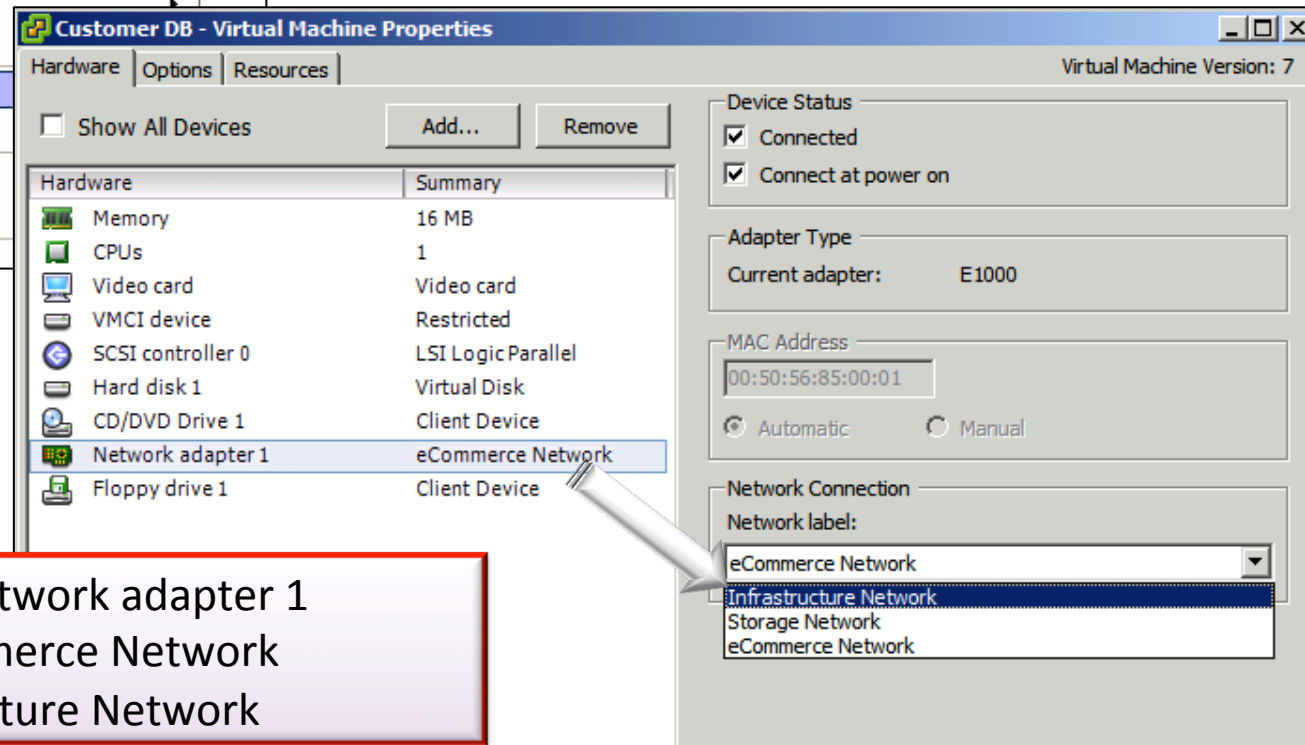 Customer DB - Virtual Machine Properties
Hardware Options Resources Virtual Machine Version: 7
Show All Devices Add... Remove
Hardware Summary
Memory 16 MB
CPUs 1
Video card Video card
VMCI device Restricted
SCSI controller 0 LSI Logic Parallel
Hard disk 1 Virtual Disk
CD/DVD Drive 1 Client Device
Network adapter 1 eCommerce Network
Floppy drive 1 Client Device
Device Status
Connected
Connect at power on
Adapter Type
Current adapter: E1000
MAC Address
00:50:56:85:00:01
Automatic Manual
Network Connection
Network label:
eCommerce Network
Infrastructure Network
Storage Network
eCommerce Network
adapter 1
Network
Network